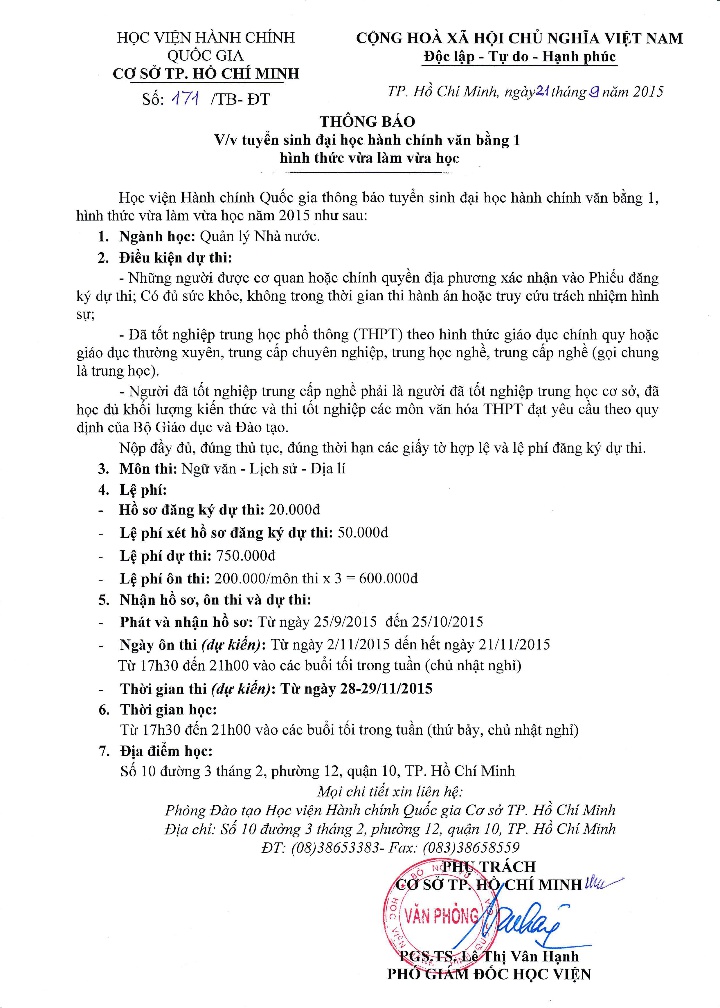 HỌC VIỆN HÀNH CHÍNH
QUỐC GIA
CƠ SỞ TP. HỒ CHÍ MINH
Số: 171 /TB- ĐT
CỘNG HOÀ XÃ HỘI CHỦ NGHĨA VIỆT NAM
Độc lập - Tự do - Hạnh phúc
TP. Hồ Chí Minh, ngày 21 tháng 9 năm 2015
THÔNG BÁO
V/v tuyển sinh đại học hành chính văn bằng 1
hình thức vừa làm vừa học
Học viện Hành chính Quốc gia thông báo tuyển sinh đại học hành chính văn bằng 1,
hình thức vừa làm vừa học năm 2015 như sau:
1. Ngành học: Quản lý Nhà nước.
2. Điều kiện dự thi:
- Những người được cơ quan hoặc chính quyền địa phương xác nhận vào Phiếu đăng
ký dự thi; Có đủ sức khỏe, không trong thời gian thi hành án hoặc truy cứu trách nhiệm hình
sự;
- Đã tốt nghiệp trung học phổ thông (THPT) theo hình thức giáo dục chính quy hoặc
giáo dục thường xuyên, trung cấp chuyên nghiệp, trung học nghề, trung cấp nghề (gọi chung
là trung học).
- Người đã tốt nghiệp trung cấp nghề phải là người đã tốt nghiệp trung học cơ sở, đã
học đủ khối lượng kiến thức và thi tốt nghiệp các môn văn hóa THPT đạt yêu cầu theo quy
định của Bộ Giáo dục và Đào tạo.
Nộp đầy đủ, đúng thủ tục, đúng thời hạn các giấy tờ hợp lệ và lệ phí đăng ký dự thi.
3. Môn thi: Ngữ văn - Lịch sử - Địa lí
4. Lệ phí:
- Hồ sơ đăng ký dự thi: 20.000đ
- Lệ phí xét hồ sơ đăng ký dự thi: 50.000đ
- Lệ phí dự thi: 750.000đ
- Lệ phí ôn thi: 200.000/môn thi x 3 = 600.000đ
5. Nhận hồ sơ, ôn thi và dự thi:
- Phát và nhận hồ sơ: Từ ngày 25/9/2015 đến 25/10/2015
- Ngày ôn thi (dự kiến): Từ ngày 2/11/2015 đến hết ngày 21/11/2015
Từ 17h30 đến 21h00 vào các buổi tối trong tuần (chủ nhật nghỉ)
- Thời gian thi (dự kiến): Từ ngày 28-29/11/2015
6. Thời gian học:
Từ 17h30 đến 21h00 vào các buổi tối trong tuần (thứ bảy, chủ nhật nghỉ)
7. Địa điểm học:
Số 10 đường 3 tháng 2, phường 12, quận 10, TP. Hồ Chí Minh
Mọi chi tiết xin liên hệ:
Phòng Đào tạo Học viện Hành chính Quốc gia Cơ sở TP. Hồ Chí Minh
Địa chỉ: Số 10 đường 3 tháng 2, phường 12, quận 10, TP. Hồ Chí Minh
ĐT: (08)38653383- Fax: (083)38658559
PHỤ TRÁCH
CƠ SỞ TP. HỒ CHÍ MINH
VĂN PHÒNG
PGS.TS. Lê Thị Vân Hạnh
PHÓ GIÁM ĐỐC HỌC VIỆN